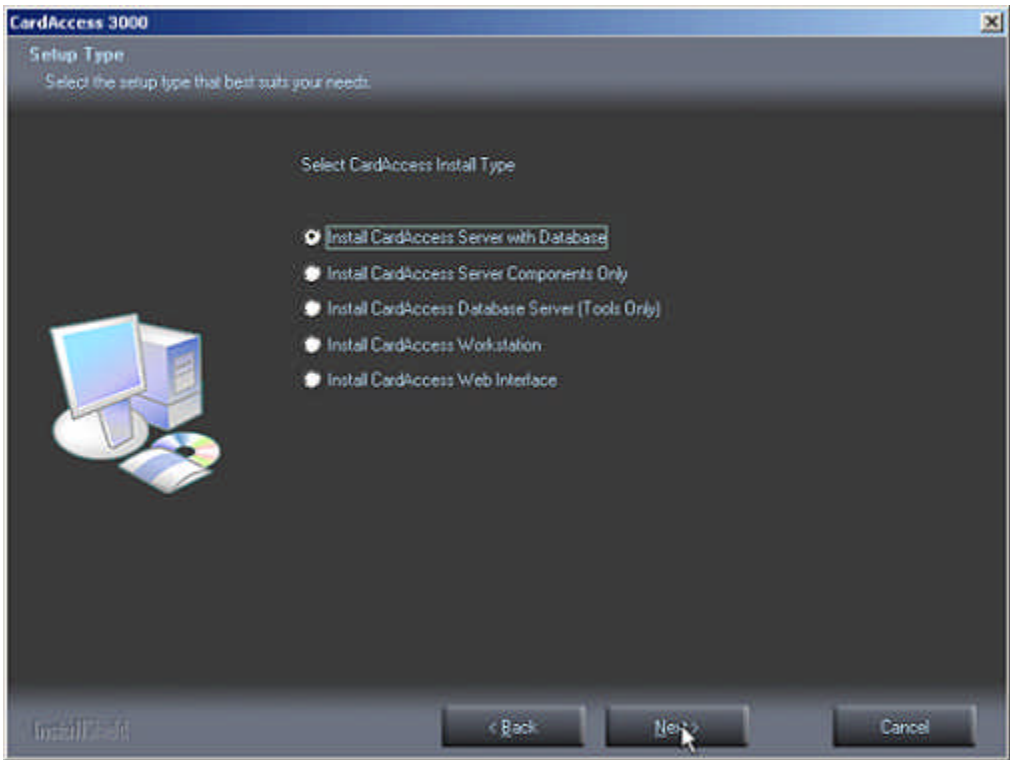 CardAccess 3000
Setup Type
Select the setup type that best suits your needs.
Select CardAccess Install Type
Install CardAccess Server with Database
Install CardAccess Server Components Only
Install CardAccess Database Server (Tools Only)
Install CardAccess Workstation
Install CardAccess Web Interface
InstallShield
< Back
Next >
Cancel